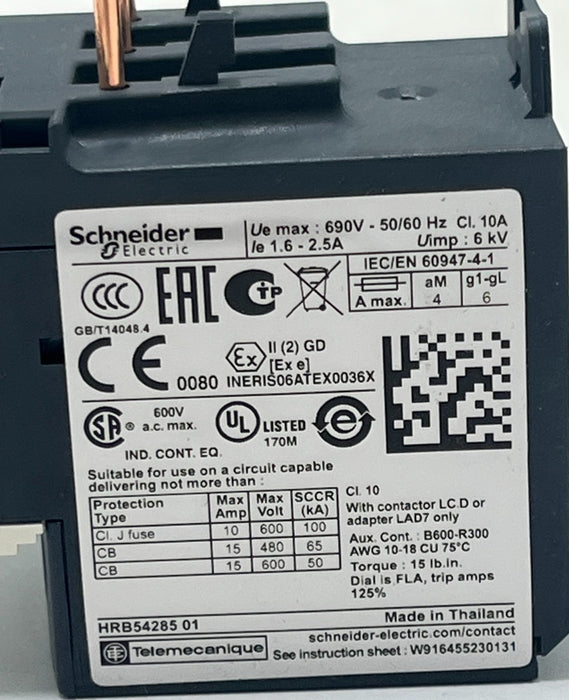 Schneider Electric
Ue max : 690V - 50/60 Hz Cl. 10A
Ie 1.6 - 2.5A Uimp : 6 kV
IEC/EN 60947-4-1
aM g1-gL
A max. 4 6
CCC EAC TP
GB/T14048.4
CE 0080
Ex II (2) GD
[Ex e]
INERIS06ATEX0036X
SA ® 600V
a.c. max.
IND. CONT. EQ.
UL LISTED
170M
e
Suitable for use on a circuit capable
delivering not more than :
Protection Type Max Amp Max Volt SCCR (kA)
Cl. J fuse 10 600 100
CB 15 480 65
CB 15 600 50
Cl. 10
With contactor LC.D or
adapter LAD7 only
Aux. Cont. : B600-R300
AWG 10-18 CU 75°C
Torque : 15 lb.in.
Dial is FLA, trip amps
125%
HRB54285 01
Made in Thailand
Telemecanique
schneider-electric.com/contact
See instruction sheet : W916455230131